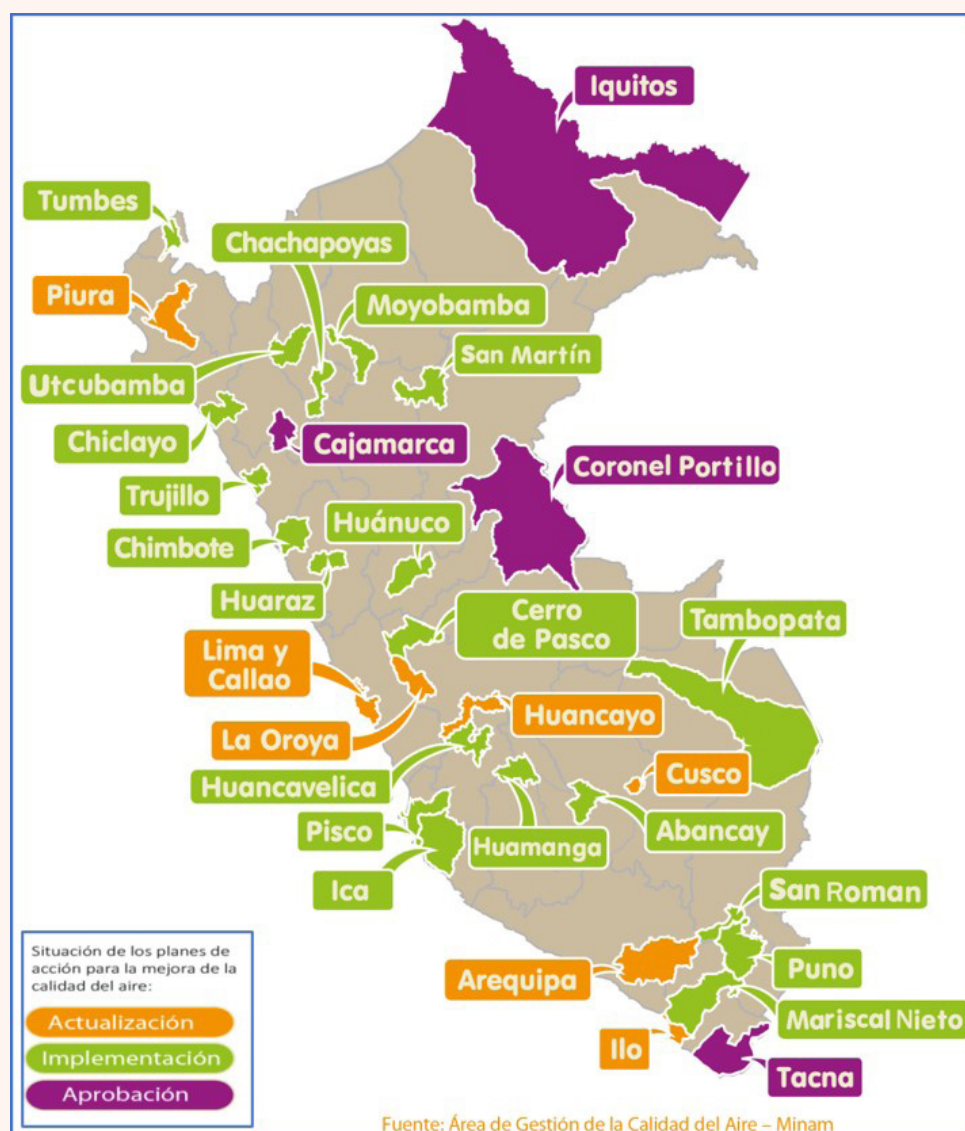 Iquitos
Tumbes
Chachapoyas
Piura
Moyobamba
San Martín
Utcubamba
Chiclayo
Cajamarca
Coronel Portillo
Trujillo
Huánuco
Chimbote
Huaraz
Cerro
de Pasco
Tambopata
Lima y
Callao
La Oroya
Huancayo
Cusco
Huancavelica
Pisco
Huamanga
Abancay
Ica
San Roman
Arequipa
Puno
Mariscal Nieto
Ilo
Tacna
Situación de los planes de
acción para la mejora de la
calidad del aire:
Actualización
Implementación
Aprobación
Fuente: Área de Gestión de la Calidad del Aire – Minam